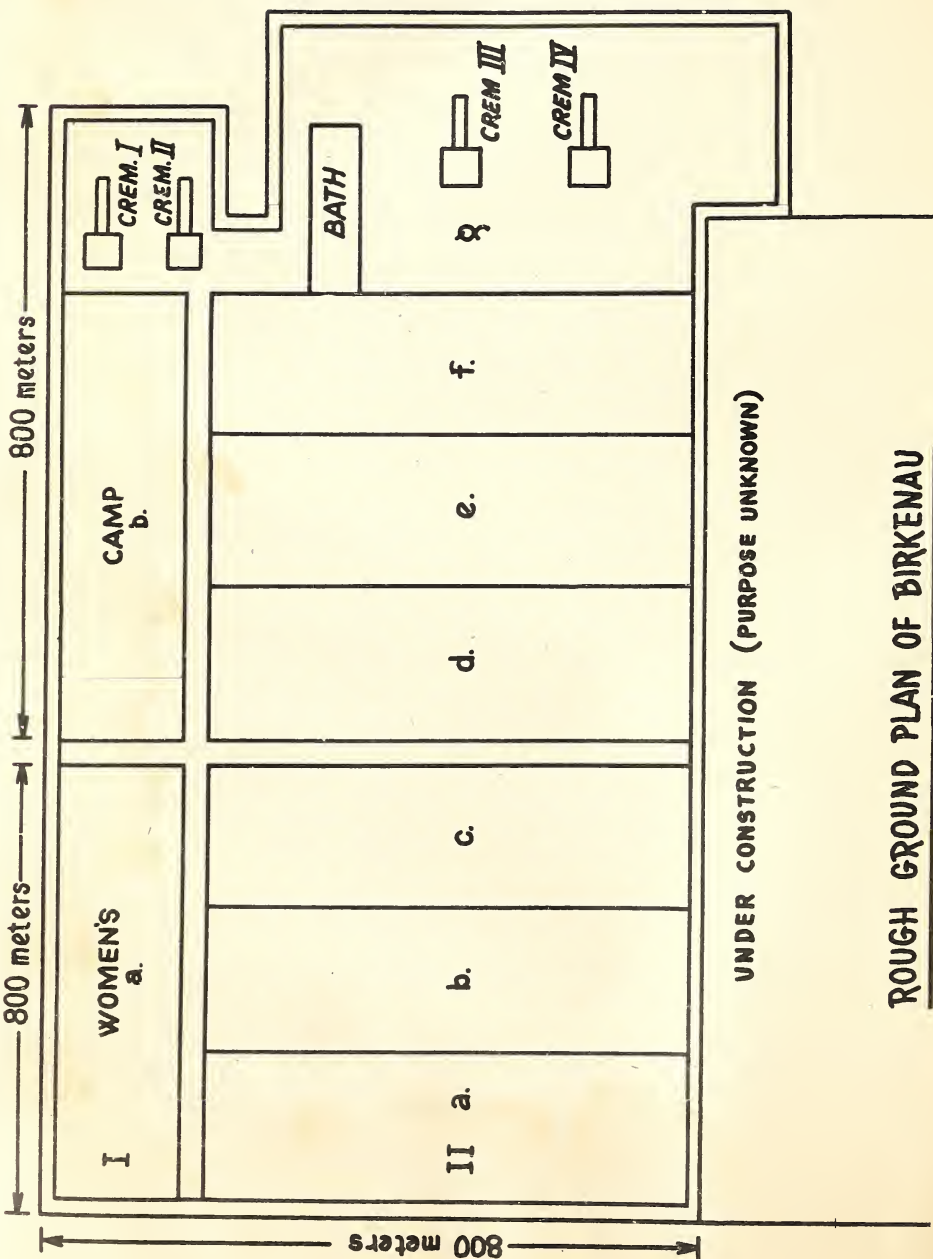 800 meters
800 meters
800 meters
I
WOMEN'S
a.
CAMP
b.
CREM. I
CREM. II
BATH
II
a.
b.
c.
d.
e.
f.
g
CREM III
CREM IV
UNDER CONSTRUCTION (PURPOSE UNKNOWN)
ROUGH GROUND PLAN OF BIRKENAU